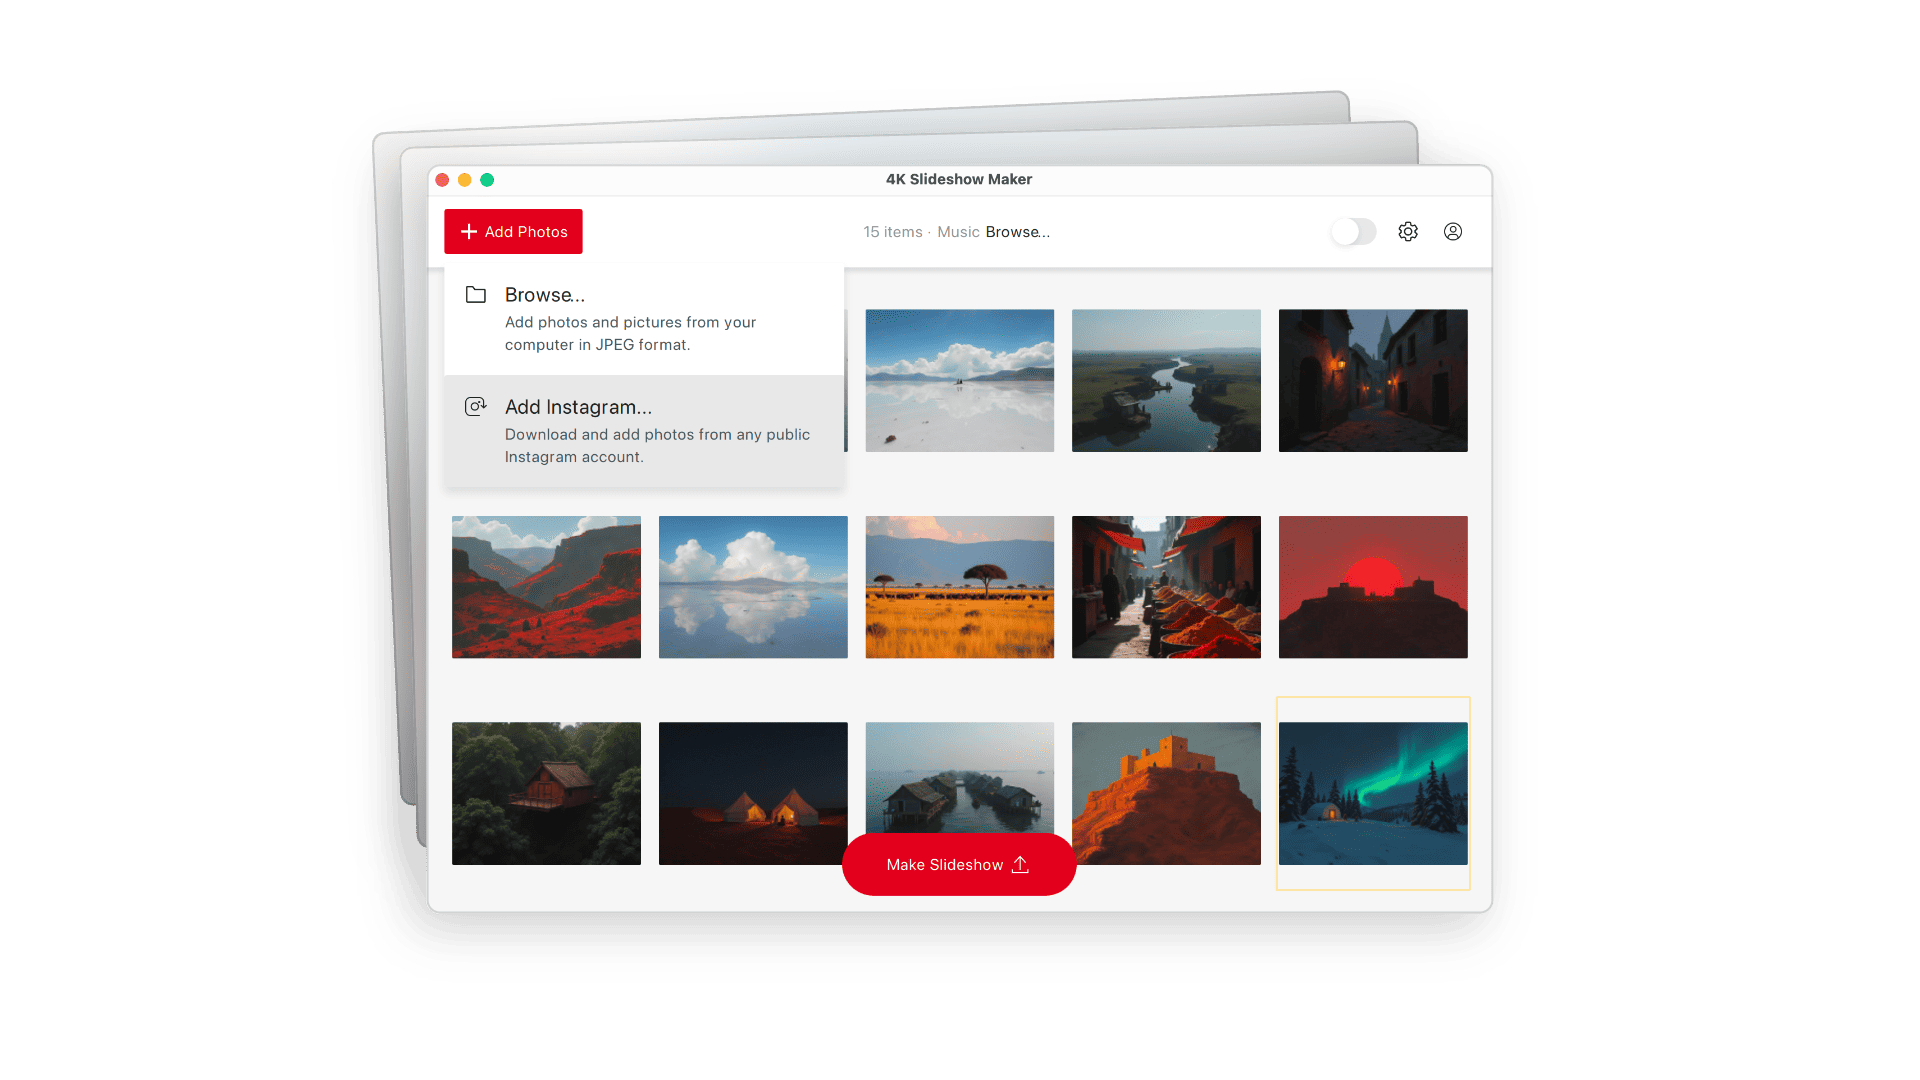 4K Slideshow Maker
Add Photos
15 items · Music Browse...
Browse...
Add photos and pictures from your
computer in JPEG format.
Add Instagram...
Download and add photos from any public
Instagram account.
Make Slideshow